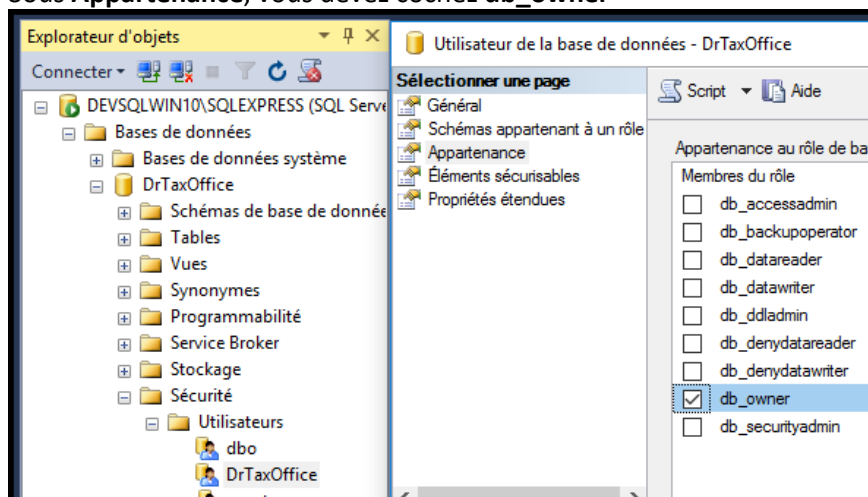 Sous Appartenance, vous devez cochez db_owner
Explorateur d'objets
Connecter
DEVSQLWIN10\SQLEXPRESS (SQL Serve
Bases de données
Bases de données système
DrTaxOffice
Schémas de base de donnée
Tables
Vues
Synonymes
Programmabilité
Service Broker
Stockage
Sécurité
Utilisateurs
dbo
DrTaxOffice
Utilisateur de la base de données - DrTaxOffice
Sélectionner une page
Général
Schémas appartenant à un rôle
Appartenance
Éléments sécurisables
Propriétés étendues
Script
Aide
Appartenance au rôle de ba
Membres du rôle
db_accessadmin
db_backupoperator
db_datareader
db_datawriter
db_ddladmin
db_denydatareader
db_denydatawriter
db_owner
db_securityadmin